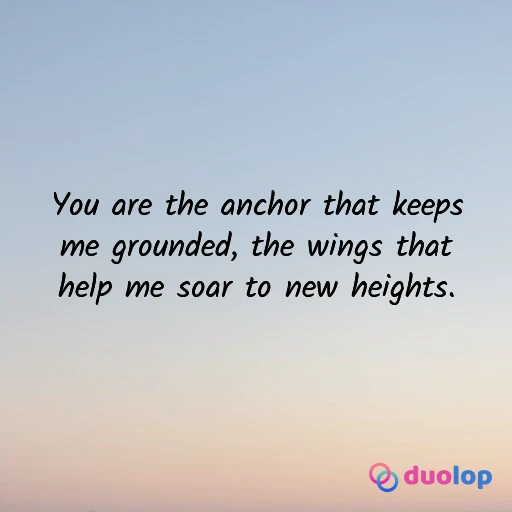 You are the anchor that keeps
me grounded, the wings that
help me soar to new heights.
duolop